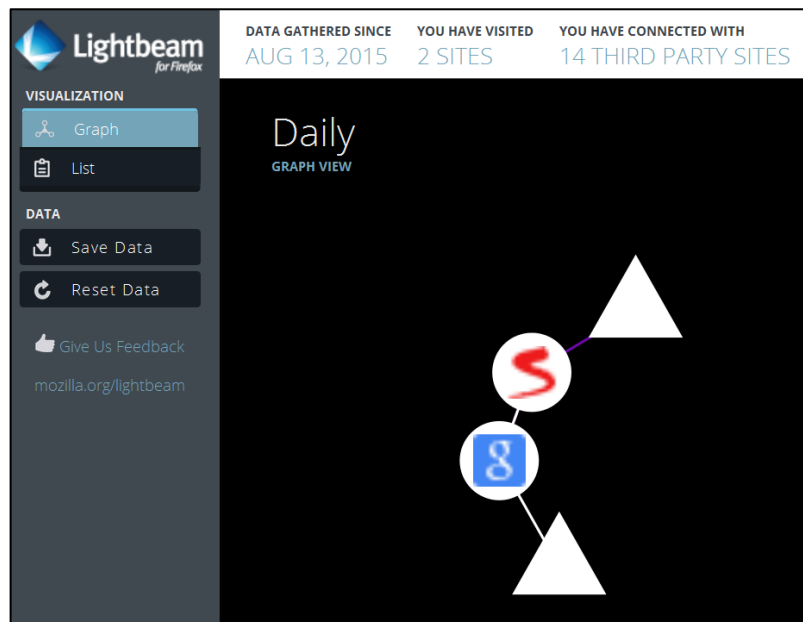 Lightbeam
for Firefox
DATA GATHERED SINCE
AUG 13, 2015
YOU HAVE VISITED
2 SITES
YOU HAVE CONNECTED WITH
14 THIRD PARTY SITES
VISUALIZATION
Graph
List
DATA
Save Data
Reset Data
Give Us Feedback
mozilla.org/lightbeam
Daily
GRAPH VIEW
S
g